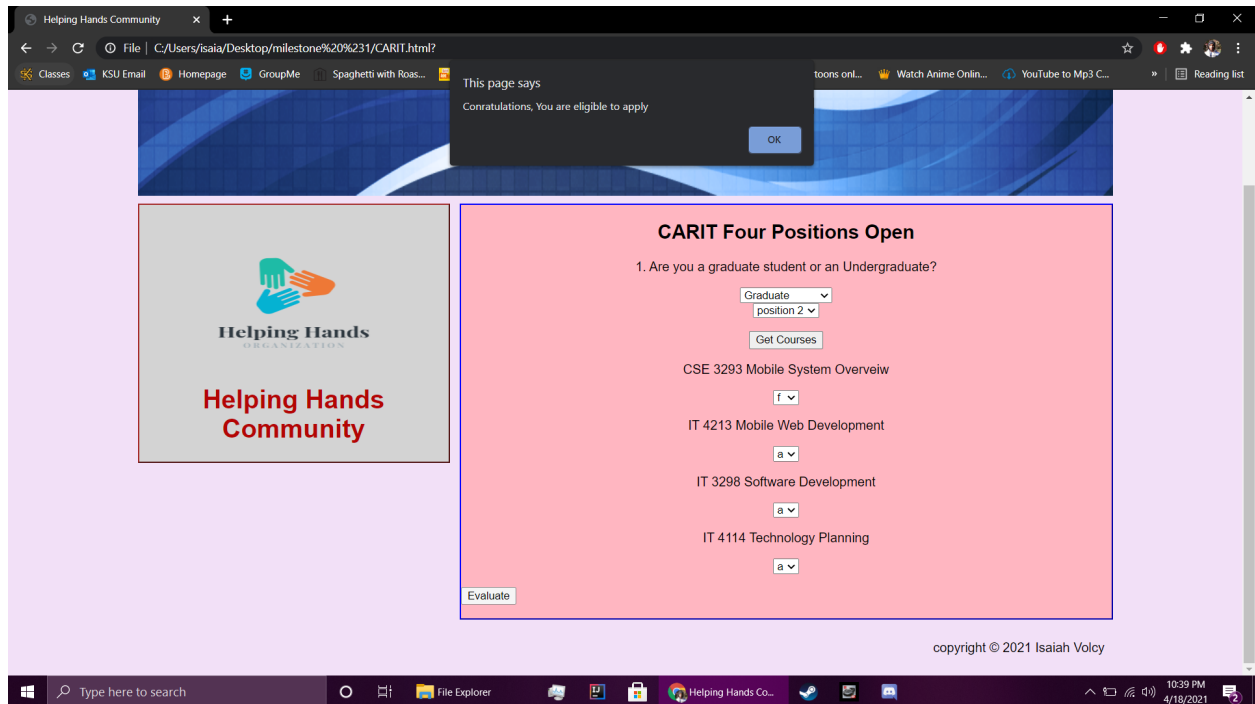 Helping Hands Community
File | C:/Users/isaia/Desktop/milestone%20%231/CARIT.html?
Classes KSU Email Homepage GroupMe Spaghetti with Roas... toons onl... Watch Anime Onlin... YouTube to Mp3 C... » Reading list
This page says
Conratulations, You are eligible to apply
OK
Helping Hands
ORGANIZATION
Helping Hands
Community
CARIT Four Positions Open
1. Are you a graduate student or an Undergraduate?
Graduate
position 2
Get Courses
CSE 3293 Mobile System Overveiw
f
IT 4213 Mobile Web Development
a
IT 3298 Software Development
a
IT 4114 Technology Planning
a
Evaluate
copyright © 2021 Isaiah Volcy
Type here to search
File Explorer
Helping Hands Co...
10:39 PM
4/18/2021
2